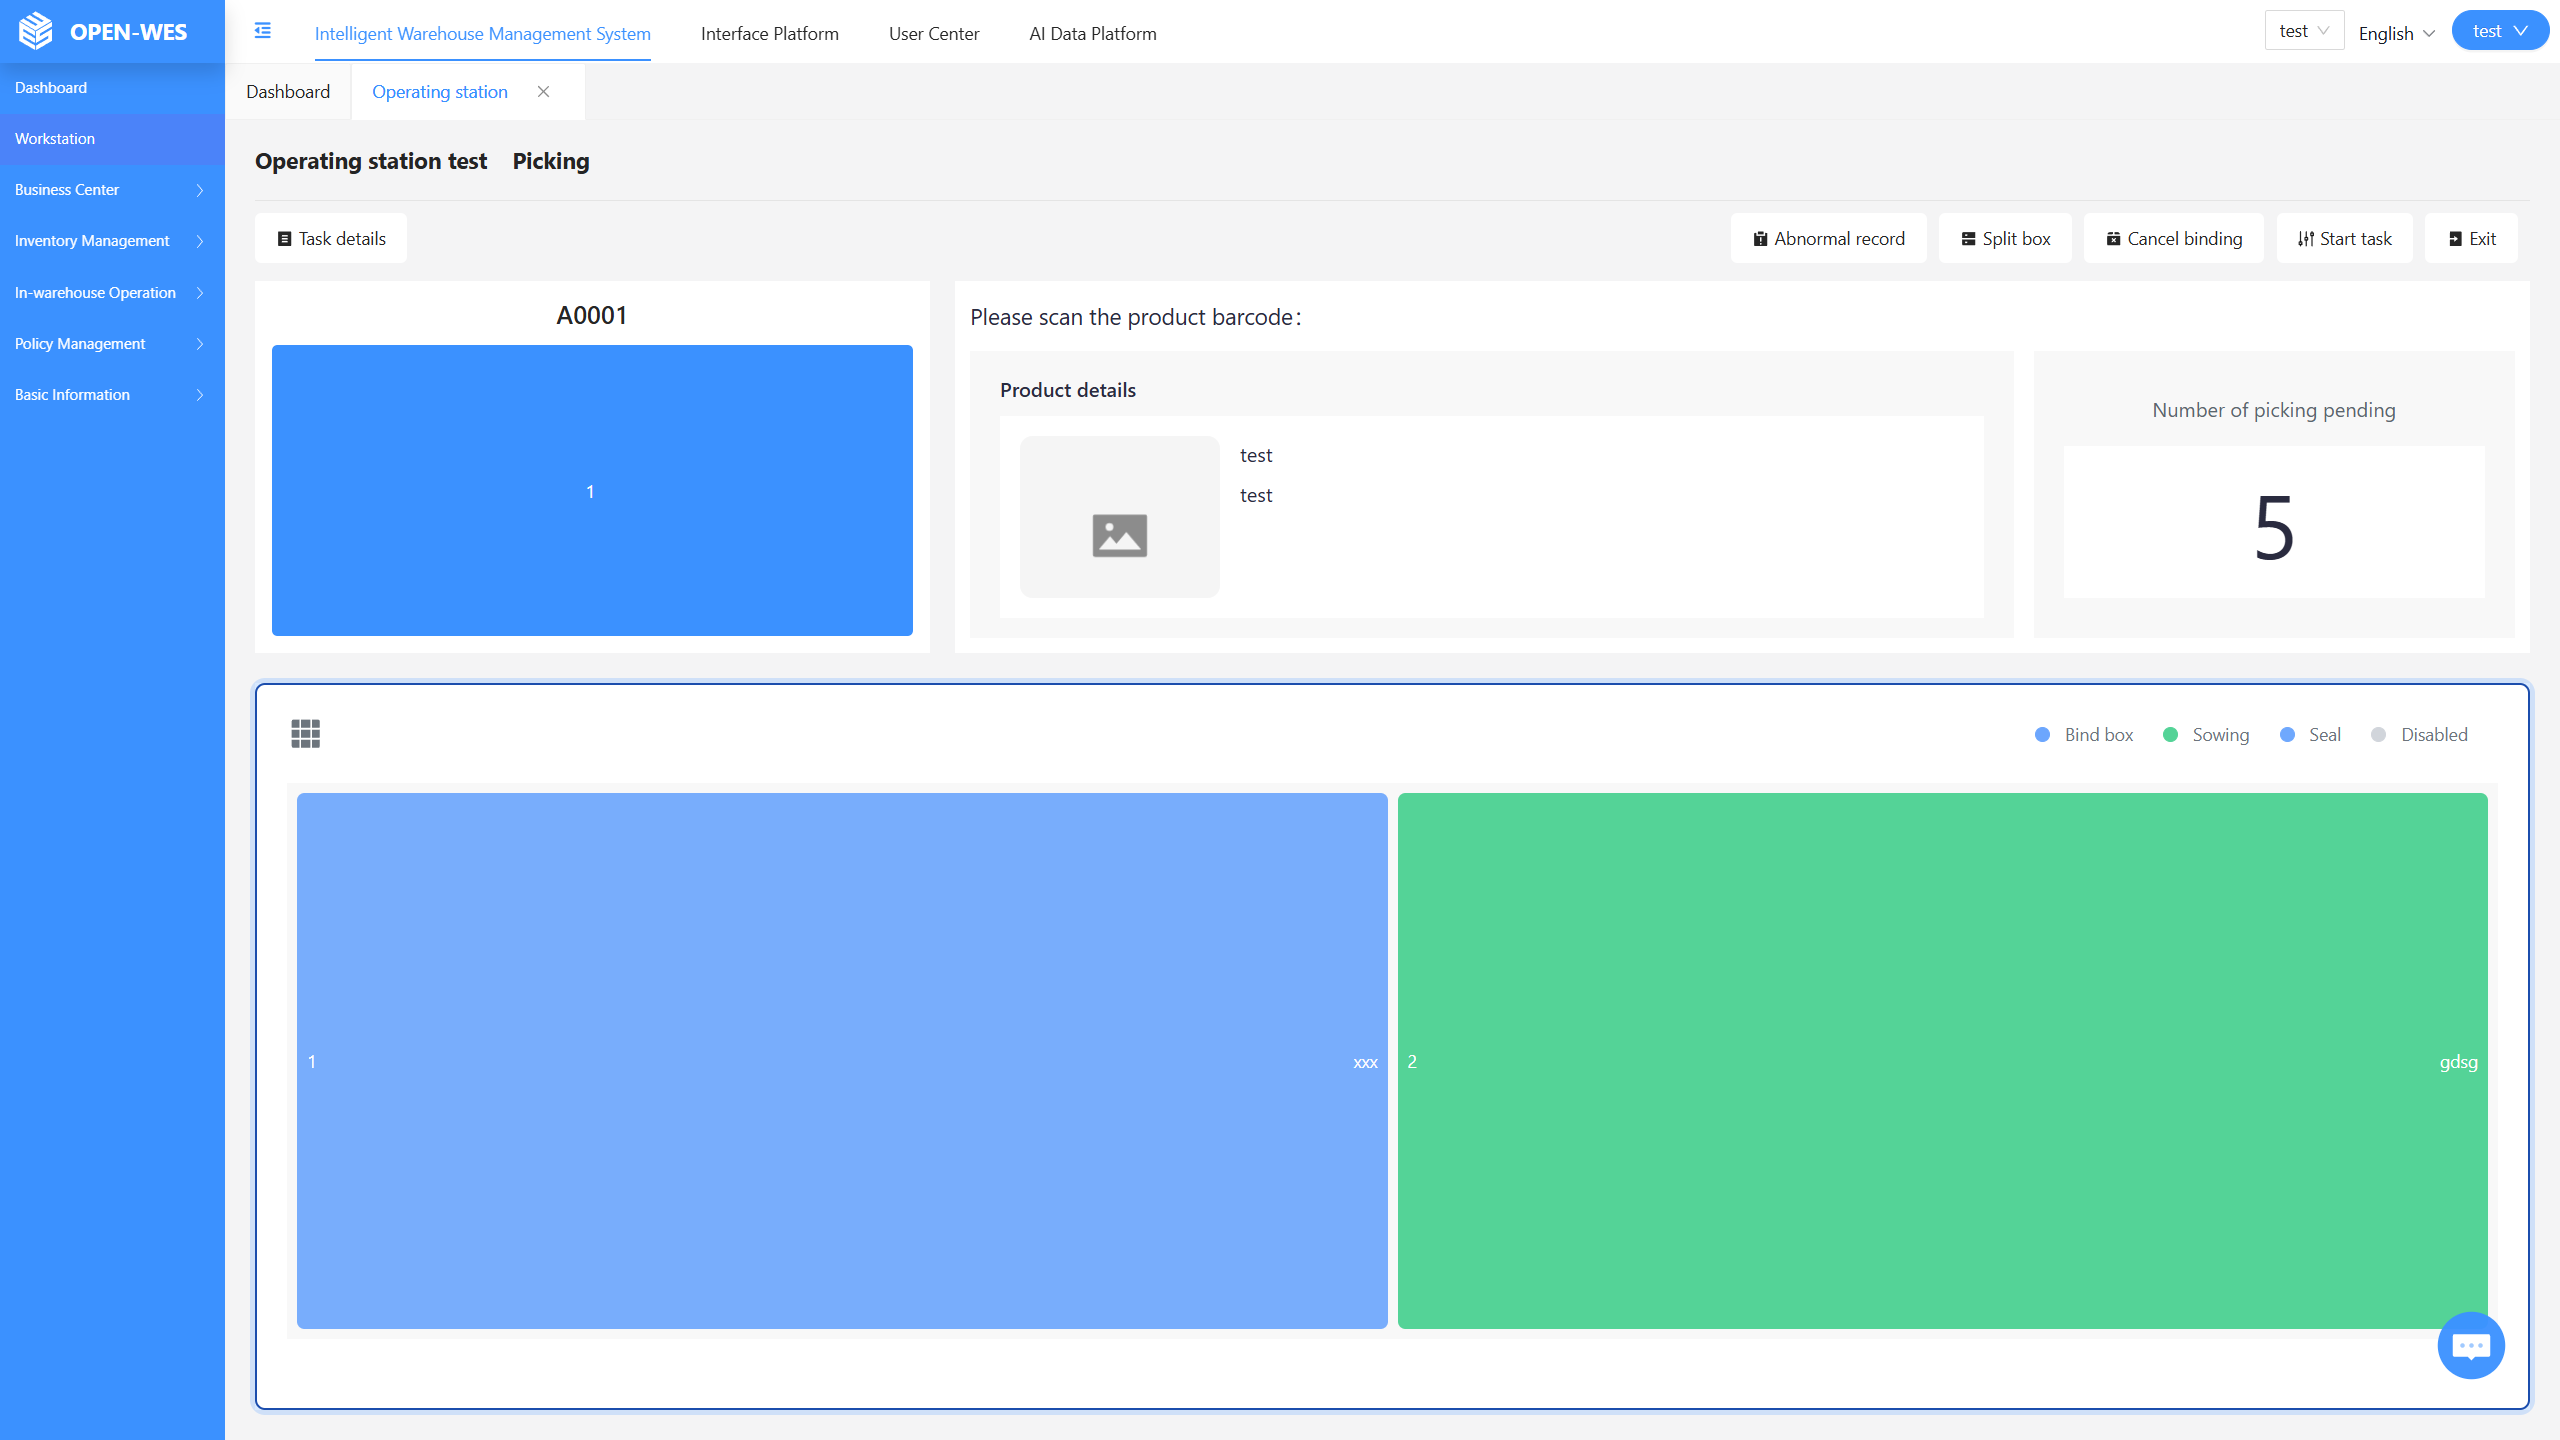 OPEN-WES
Intelligent Warehouse Management System
Interface Platform
User Center
AI Data Platform
test
English
test
Dashboard
Workstation
Business Center
Inventory Management
In-warehouse Operation
Policy Management
Basic Information
Dashboard
Operating station
Operating station test Picking
Task details
Abnormal record
Split box
Cancel binding
Start task
Exit
A0001
1
Please scan the product barcode:
Product details
test
test
Number of picking pending
5
Bind box
Sowing
Seal
Disabled
1
xxx
2
gdsg